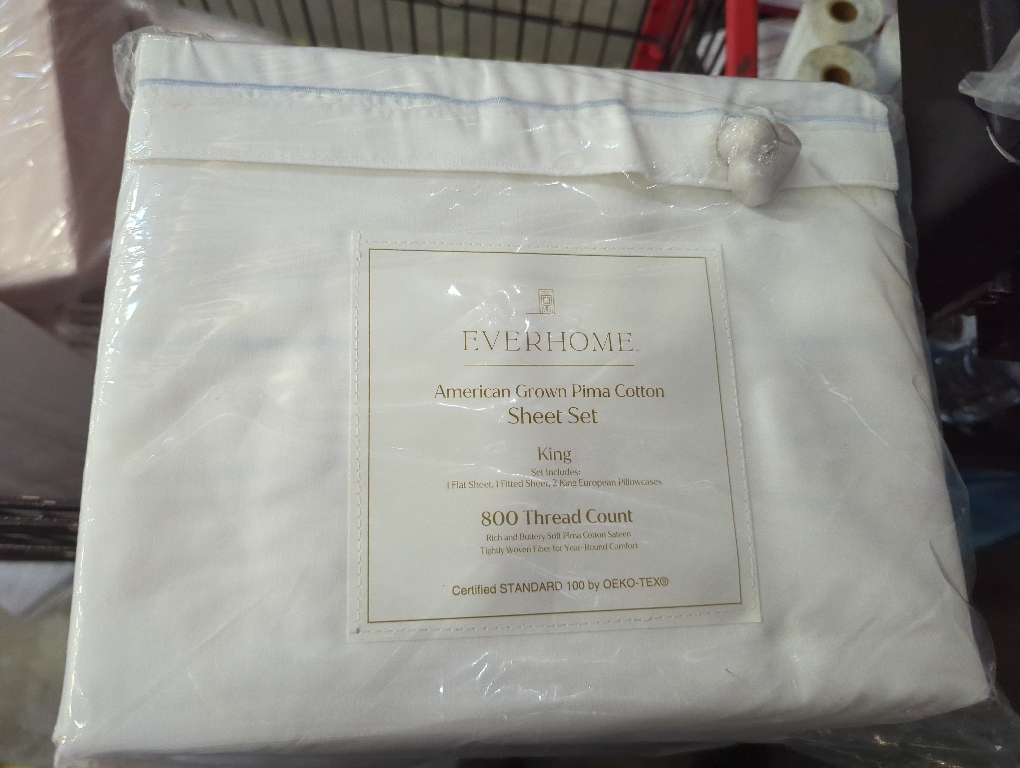 EVERHOME
American Grown Pima Cotton
Sheet Set
King
Set Includes:
1 Flat Sheet, 1 Fitted Sheet, 2 King European Pillowcases
800 Thread Count
Rich and Buttery Soft Pima Cotton Sateen
Tightly Woven Fiber for Year-Round Comfort
Certified STANDARD 100 by OEKO-TEX®